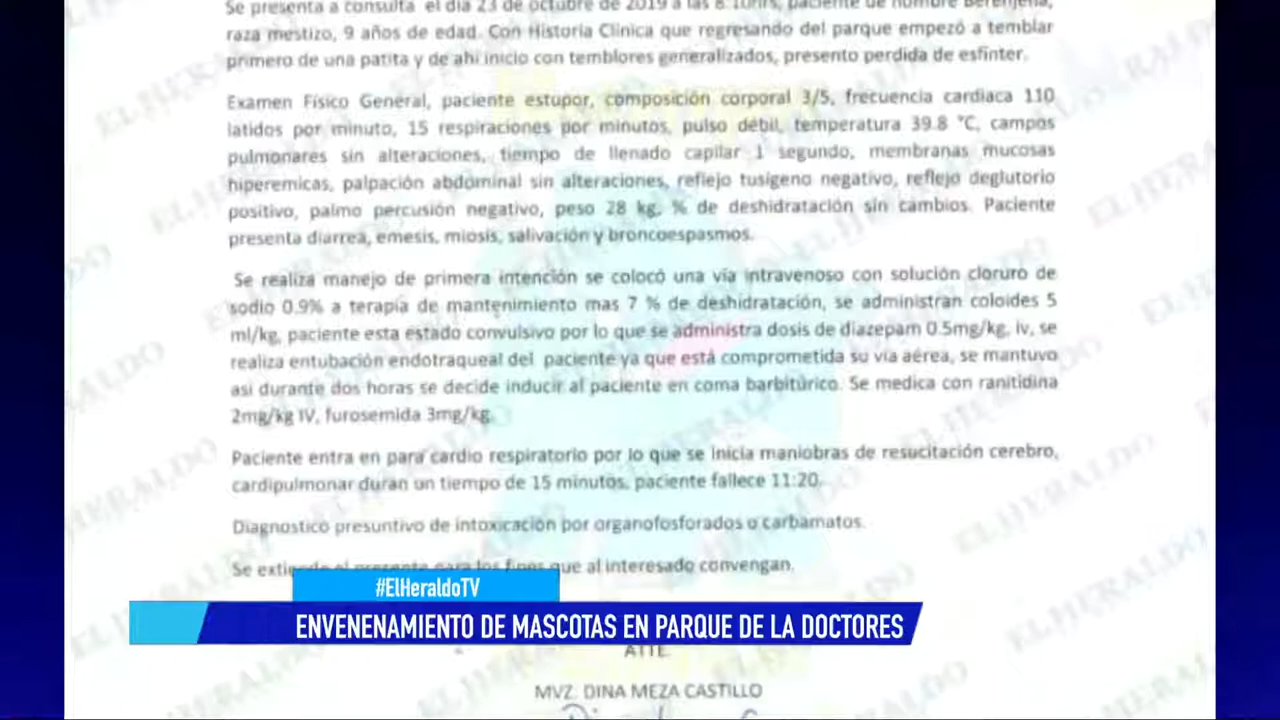 Se presenta a consulta el día 23 de octubre de 2019 a las 8:10hrs, paciente de nombre Berenjena,
raza mestizo, 9 años de edad. Con Historia Clínica que regresando del parque empezó a temblar
primero de una patita y de ahí inicio con temblores generalizados, presento perdida de esfínter.
Examen Físico General, paciente estupor, composición corporal 3/5, frecuencia cardiaca 110
latidos por minuto, 15 respiraciones por minutos, pulso débil, temperatura 39.8 °C, campos
pulmonares sin alteraciones, tiempo de llenado capilar 1 segundo, membranas mucosas
hiperemicas, palpación abdominal sin alteraciones, reflejo tusígeno negativo, reflejo deglutorio
positivo, palmo percusión negativo, peso 28 kg, % de deshidratación sin cambios. Paciente
presenta diarrea, emesis, miosis, salivación y broncoespasmos.
Se realiza manejo de primera intención se colocó una vía intravenoso con solución cloruro de
sodio 0.9% a terapia de mantenimiento mas 7 % de deshidratación, se administran coloides 5
ml/kg, paciente esta estado convulsivo por lo que se administra dosis de diazepam 0.5mg/kg, iv, se
realiza entubación endotraqueal del paciente ya que está comprometida su vía aérea, se mantuvo
asi durante dos horas se decide inducir al paciente en coma barbitúrico. Se medica con ranitidina
2mg/kg IV, furosemida 3mg/kg.
Paciente entra en para cardio respiratorio por lo que se inicia maniobras de resucitación cerebro,
cardipulmonar duran un tiempo de 15 minutos, paciente fallece 11:20.
Diagnostico presuntivo de intoxicación por organofosforados o carbamatos.
Se extiende el presente para los fines que al interesado convengan.
#ElHeraldoTV
ENVENENAMIENTO DE MASCOTAS EN PARQUE DE LA DOCTORES
ATTE.
MVZ. DINA MEZA CASTILLO
EL HERALDO